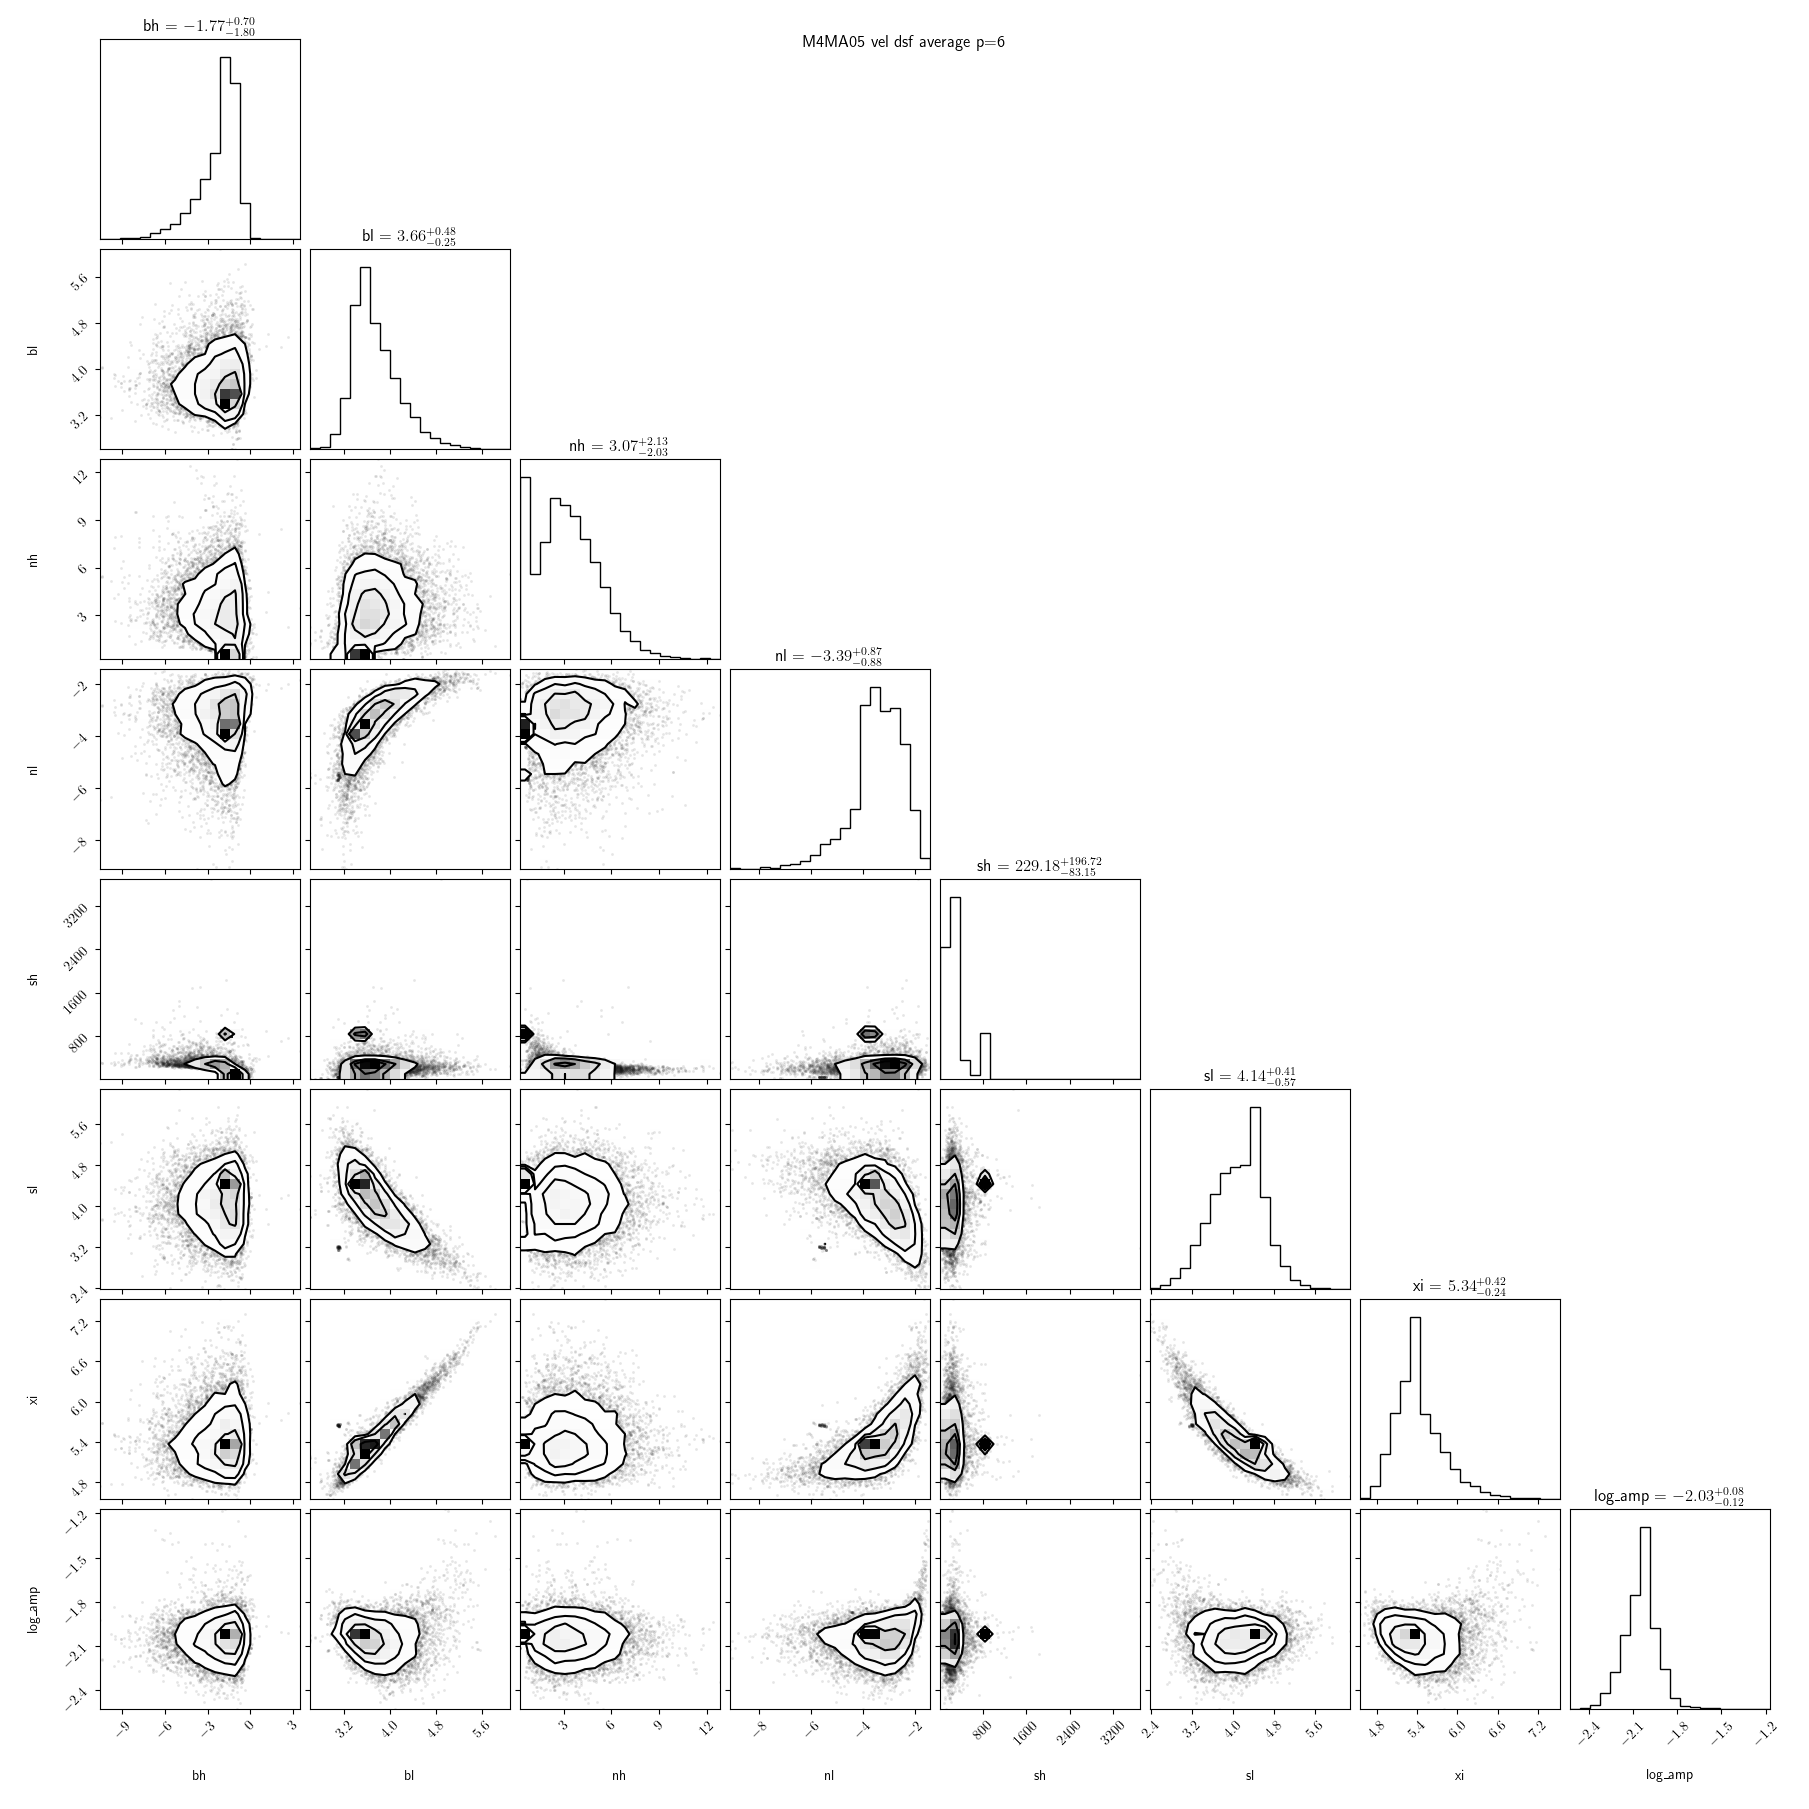 bh = −1.77 +0.70 −1.80
M4MA05 vel dsf average p=6
bl = 3.66 +0.48 −0.25
5.6
4.8
4.0
3.2
bl
nh = 3.07 +2.13 −2.03
12
9
6
3
nh
nl = −3.39 +0.87 −0.88
−2
−4
−6
−8
nl
sh = 229.18 +196.72 −83.15
3200
2400
1600
800
sh
sl = 4.14 +0.41 −0.57
5.6
4.8
4.0
3.2
2.4
sl
xi = 5.34 +0.42 −0.24
7.2
6.6
6.0
5.4
4.8
xi
log_amp = −2.03 +0.08 −0.12
−1.2
−1.5
−1.8
−2.1
−2.4
log_amp
−9 −6 −3 0 3
3.2 4.0 4.8 5.6
3 6 9 12
−8 −6 −4 −2
800 1600 2400 3200
2.4 3.2 4.0 4.8 5.6
4.8 5.4 6.0 6.6 7.2
−2.4 −2.1 −1.8 −1.5 −1.2
bh bl nh nl sh sl xi log_amp